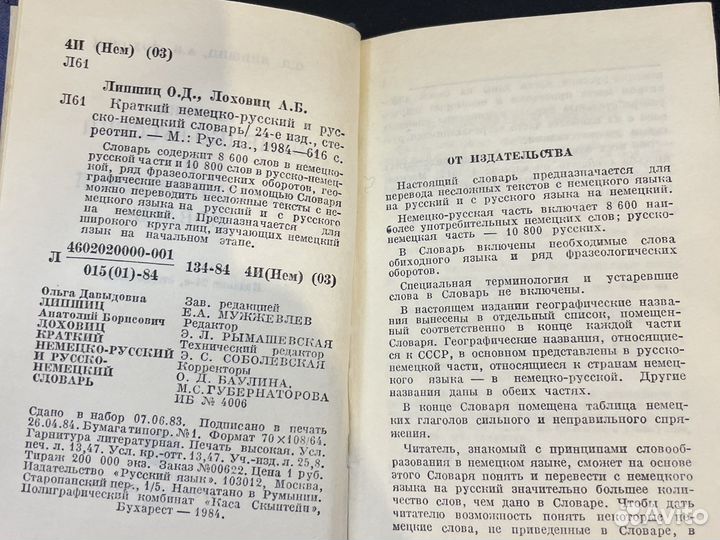 4И (Нем) (03)
Л61
Липшиц О.Д., Лоховиц А.Б.
Л61 Краткий немецко-русский и рус-
ско-немецкий словарь/ 24-е изд., сте-
реотип. — М.: Рус. яз., 1984—616 с.
Словарь содержит 8 600 слов в немецко-
русской части и 10 800 слов в русско-немец-
кой, ряд фразеологических оборотов, гео-
графические названия. С помощью Словаря
можно переводить несложные тексты с не-
мецкого языка на русский и с русского
на немецкий. Предназначается для
широкого круга лиц, изучающих немецкий
язык на начальном этапе.
Л 4602020000-001 134-84 4И(Нем) (03)
015(01)-84
Ольга Давыдовна
ЛИПШИЦ
Анатолий Борисович
ЛОХОВИЦ
КРАТКИЙ
НЕМЕЦКО-РУССКИЙ
И РУССКО-
НЕМЕЦКИЙ
СЛОВАРЬ
Зав. редакцией
Е.А. МУЖЖЕВЛЕВ
Редактор
Э. Л. РЫМАШЕВСКАЯ
Технический редактор
Э. С. СОБОЛЕВСКАЯ
Корректоры
О. Д. БАУЛИНА,
М.С.ГУБЕРНАТОРОВА
ИБ № 4006
Сдано в набор 07.06.83. Подписано в печать
26.04.84. Бумага типогр. №1. Формат 70×108/64.
Гарнитура литературная. Печать высокая. Усл.
печ. л. 13,47. Усл. кр.-отт. 13,47. Уч.-изд. л. 25,8.
Тираж 200 000 экз. Заказ №00622. Цена 1 руб.
Издательство «Русский язык». 103012, Москва,
Старопанский пер., 1/5. Напечатано в Румынии.
Полиграфический комбинат «Каса Скынтейи»,
Бухарест — 1984.
ОТ ИЗДАТЕЛЬСТВА
Настоящий словарь предназначается для
перевода несложных текстов с немецкого языка
на русский и с русского языка на немецкий.
Немецко-русская часть включает 8 600 наи-
более употребительных немецких слов; русско-
немецкая часть — 10 800 русских.
В Словарь включены необходимые слова
обиходного языка и ряд фразеологических
оборотов.
Специальная терминология и устаревшие
слова в Словарь не включены.
В настоящем издании географические назва-
ния вынесены в отдельный список, помещен-
ный соответственно в конце каждой части
Словаря. Географические названия, относящие-
ся к СССР, в основном представлены в русско-
немецкой части, относящиеся к странам немец-
кого языка — в немецко-русской. Другие
названия даны в обеих частях.
В конце Словаря помещена таблица немец-
ких глаголов сильного и неправильного спря-
жения.
Читатель, знакомый с принципами словооб-
разования в немецком языке, сможет на основе
этого Словаря понять и перевести с немецкого
языка на русский значительно большее коли-
чество слов, чем дано в Словаре. Чтобы дать
читателю возможность понять некоторые не-
мецкие слова, не приведенные в Словаре, в
Avito